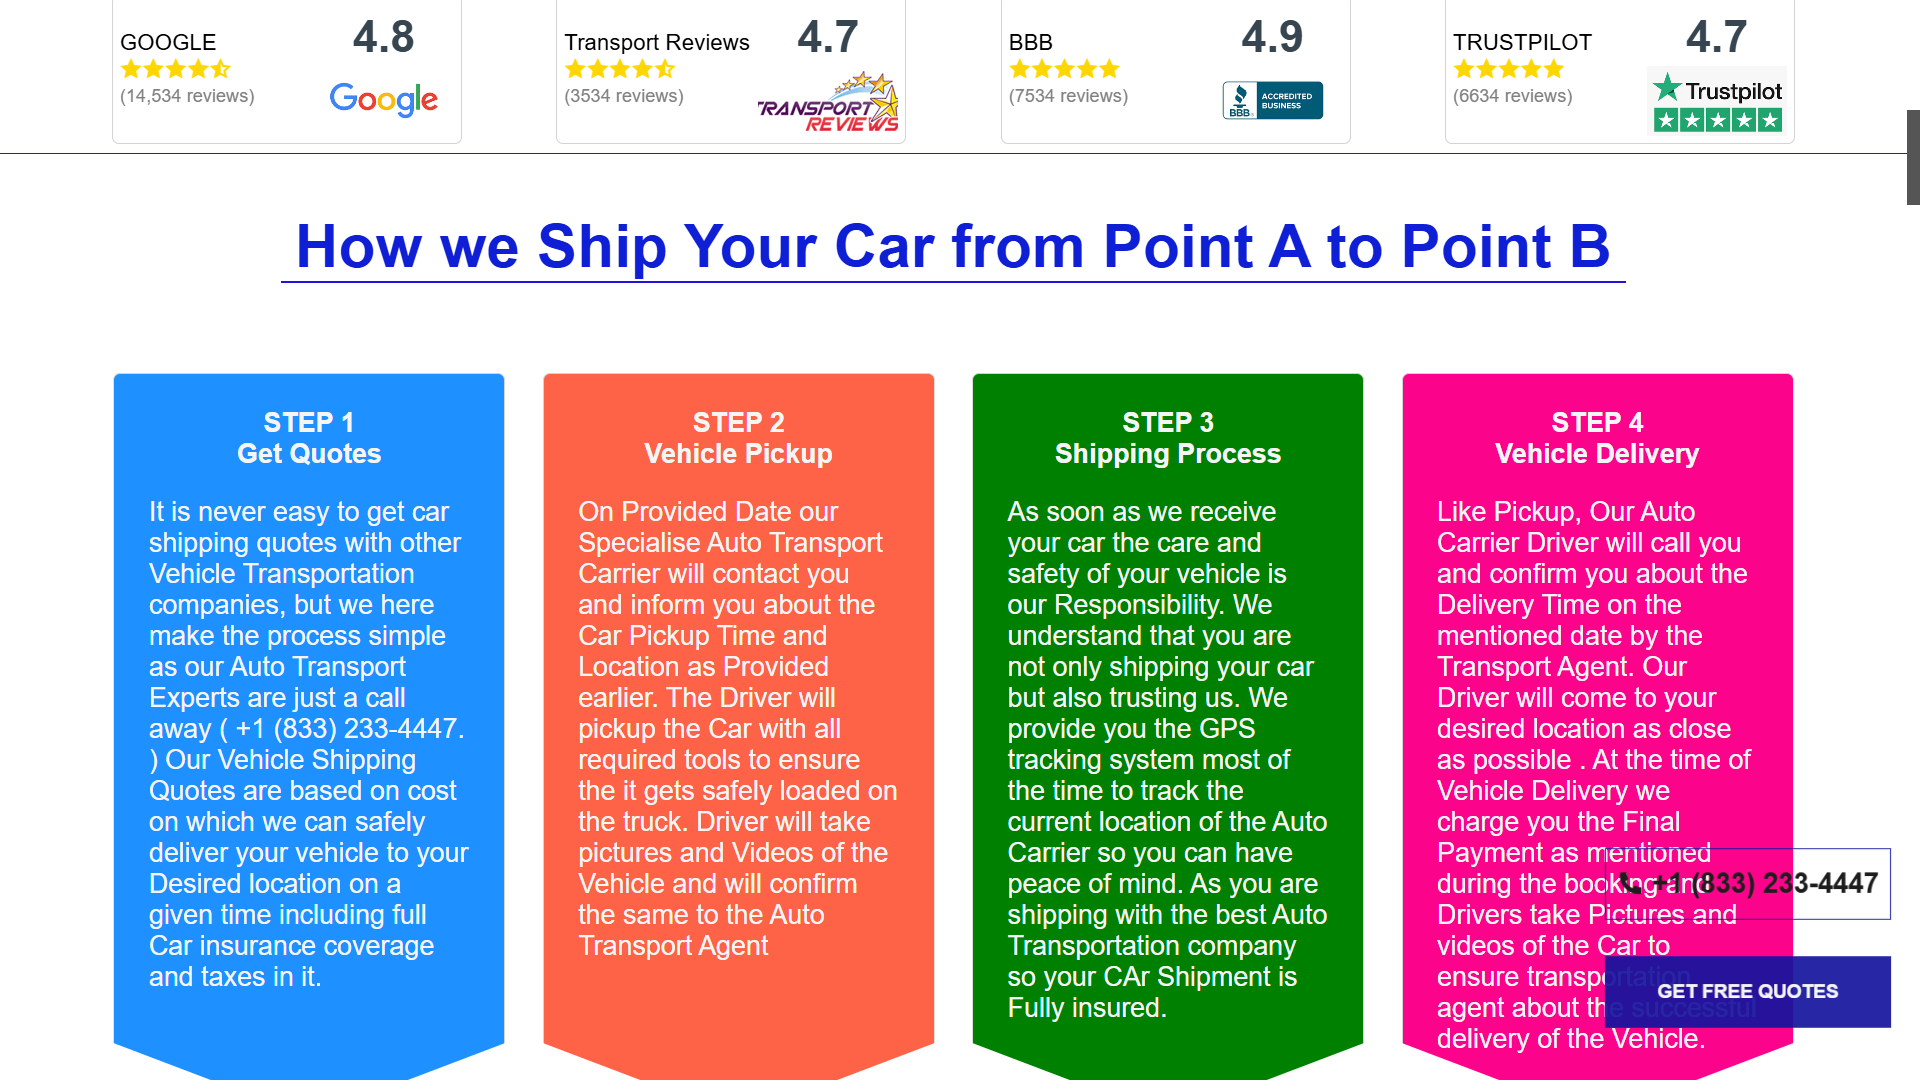 GOOGLE
4.8
(14,534 reviews)
Google
Transport Reviews
4.7
(3534 reviews)
TRANSPORT
REVIEWS
BBB
4.9
(7534 reviews)
BBB
ACCREDITED
BUSINESS
TRUSTPILOT
4.7
(6634 reviews)
Trustpilot
How we Ship Your Car from Point A to Point B
STEP 1
Get Quotes
It is never easy to get car
shipping quotes with other
Vehicle Transportation
companies, but we here
make the process simple
as our Auto Transport
Experts are just a call
away ( +1 (833) 233-4447.
) Our Vehicle Shipping
Quotes are based on cost
on which we can safely
deliver your vehicle to your
Desired location on a
given time including full
Car insurance coverage
and taxes in it.
STEP 2
Vehicle Pickup
On Provided Date our
Specialise Auto Transport
Carrier will contact you
and inform you about the
Car Pickup Time and
Location as Provided
earlier. The Driver will
pickup the Car with all
required tools to ensure
the it gets safely loaded on
the truck. Driver will take
pictures and Videos of the
Vehicle and will confirm
the same to the Auto
Transport Agent
STEP 3
Shipping Process
As soon as we receive
your car the care and
safety of your vehicle is
our Responsibility. We
understand that you are
not only shipping your car
but also trusting us. We
provide you the GPS
tracking system most of
the time to track the
current location of the Auto
Carrier so you can have
peace of mind. As you are
shipping with the best Auto
Transportation company
so your CAr Shipment is
Fully insured.
STEP 4
Vehicle Delivery
Like Pickup, Our Auto
Carrier Driver will call you
and confirm you about the
Delivery Time on the
mentioned date by the
Transport Agent. Our
Driver will come to your
desired location as close
as possible . At the time of
Vehicle Delivery we
charge you the Final
Payment as mentioned
during the booking and
Drivers take Pictures and
videos of the Car to
ensure transportation
agent about the successful
delivery of the Vehicle.
+1 (833) 233-4447
GET FREE QUOTES